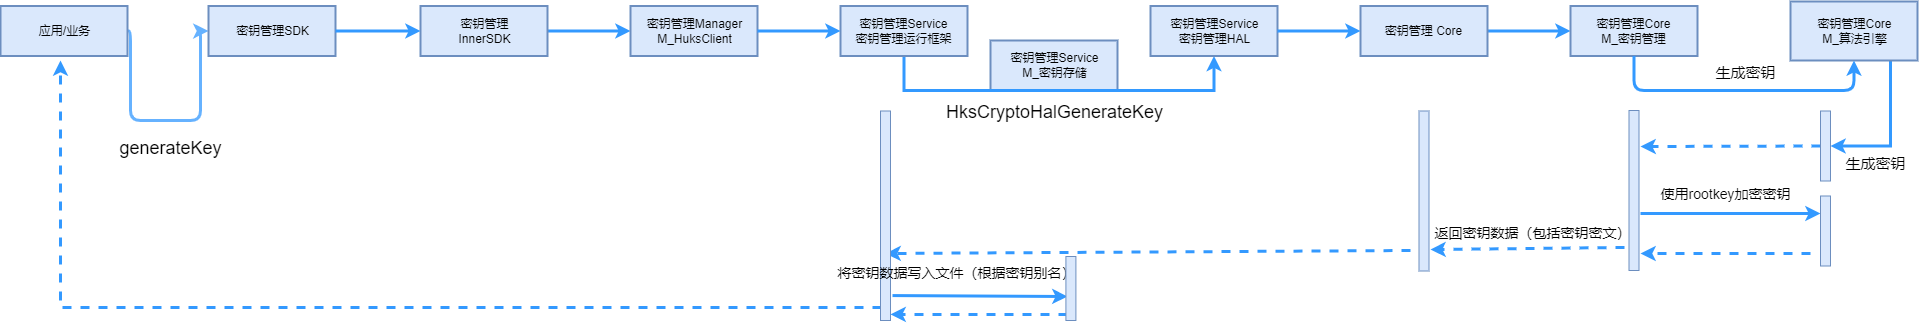 应用/业务
密钥管理SDK
密钥管理
InnerSDK
密钥管理Manager
M_HuksClient
密钥管理Service
密钥管理运行框架
密钥管理Service
M_密钥存储
密钥管理Service
密钥管理HAL
密钥管理 Core
密钥管理Core
M_密钥管理
密钥管理Core
M_算法引擎
生成密钥
HksCryptoHalGenerateKey
generateKey
生成密钥
使用rootkey加密密钥
返回密钥数据（包括密钥密文）
将密钥数据写入文件（根据密钥别名）